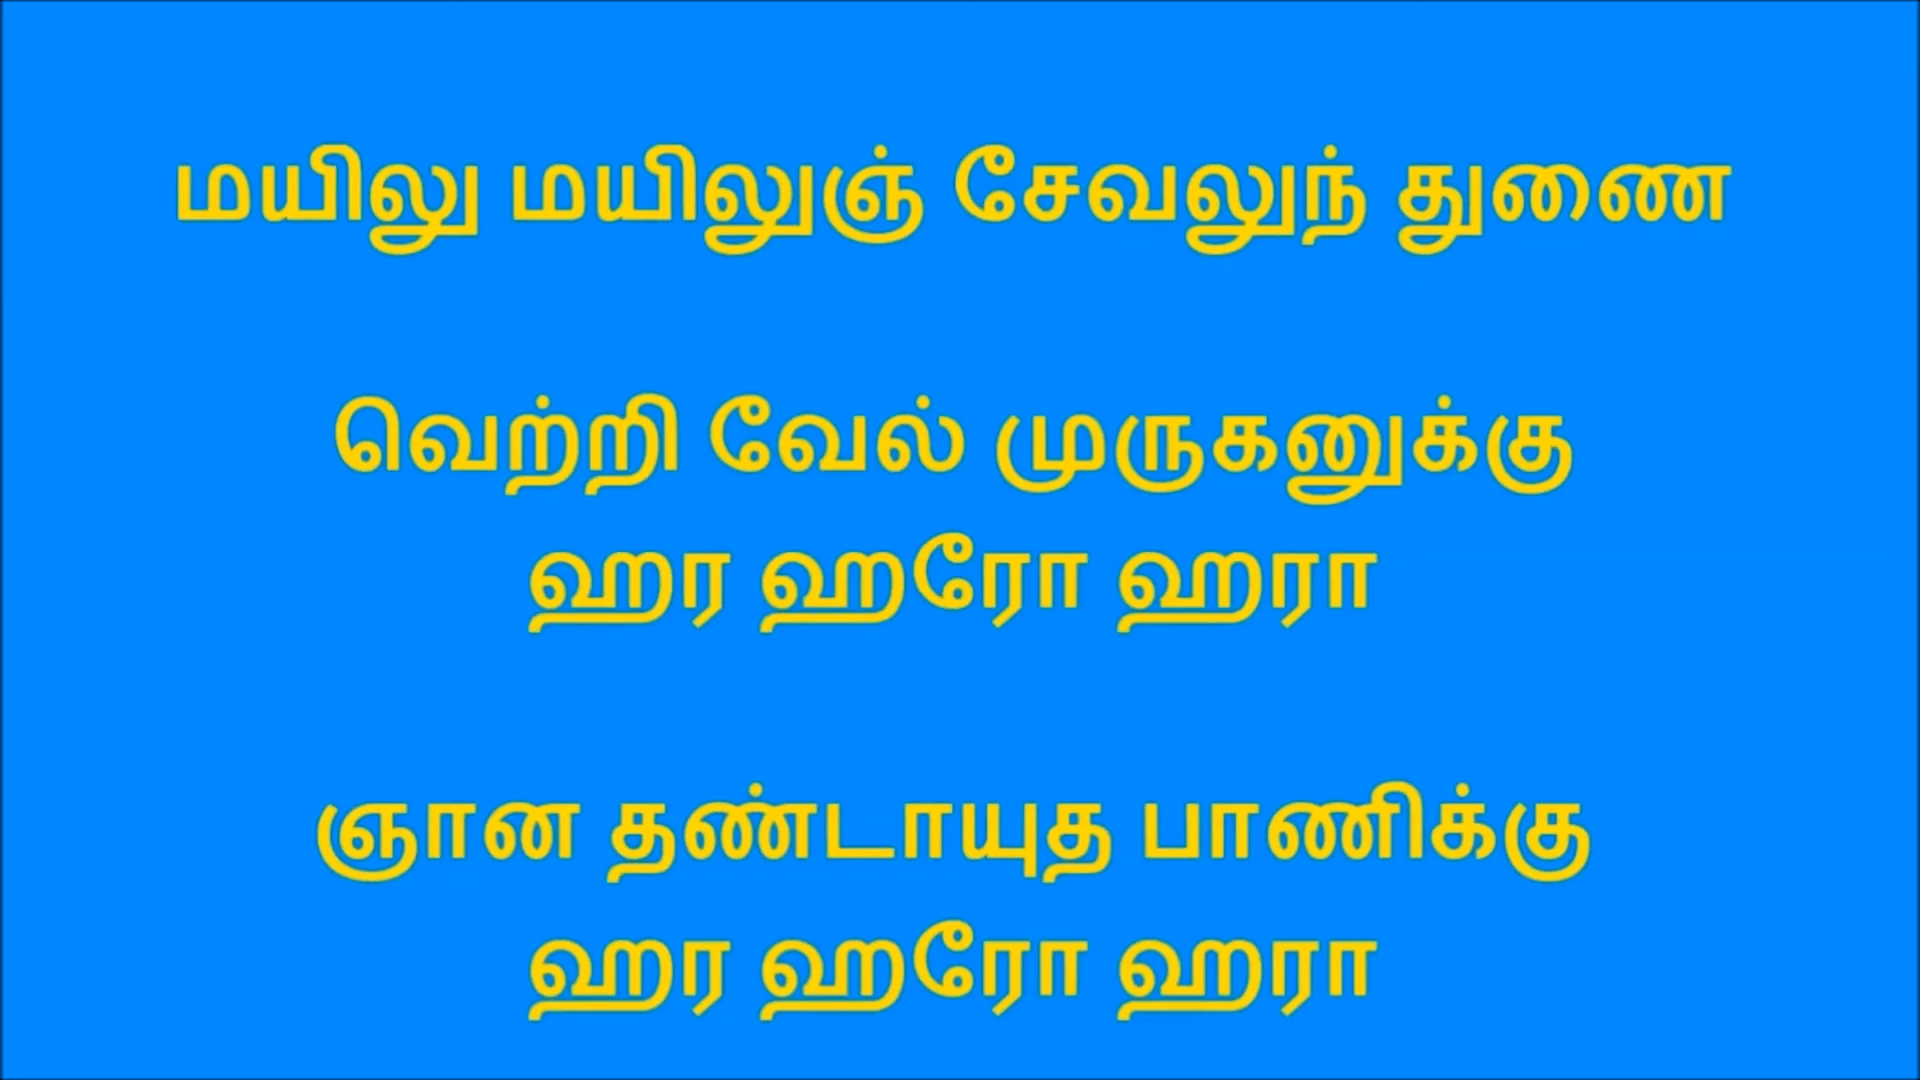 மயிலு மயிலுஞ் சேவலுந் துணை
வெற்றி வேல் முருகனுக்கு
ஹர ஹரோ ஹரா
ஞான தண்டாயுத பாணிக்கு
ஹர ஹரோ ஹரா